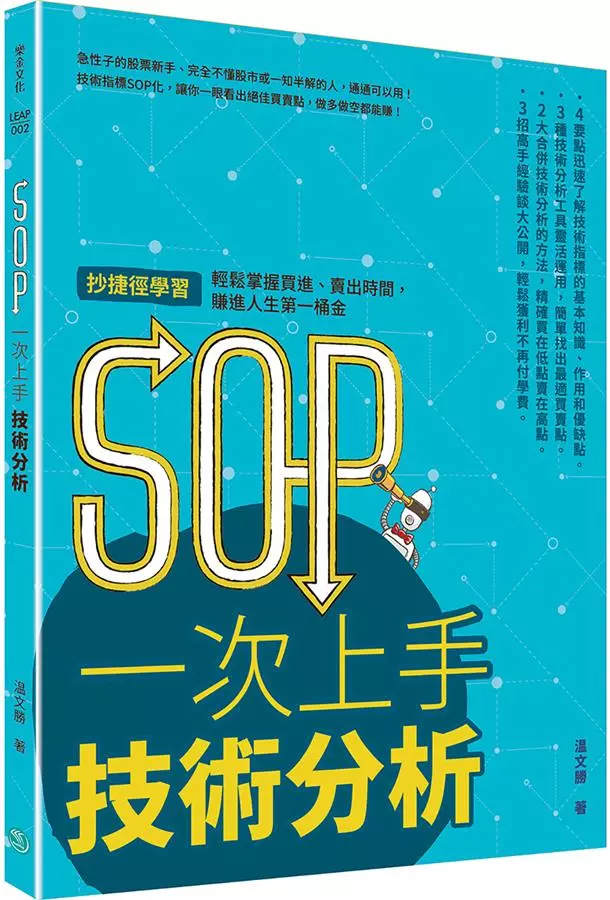 樂金文化
LEAP
002
SOP
一次上手
技術分析
溫文勝 著
急性子的股票新手、完全不懂股市或一知半解的人，通通可以用！
技術指標SOP化，讓你一眼看出絕佳買賣點，做多做空都能賺！
・4要點迅速了解技術指標的基本知識、作用和優缺點。
・3種技術分析工具靈活運用，簡單找出最適買賣點。
・2大合併技術分析的方法，精確買在低點賣在高點。
・3招高手經驗談大公開，輕鬆獲利不再付學費。
抄捷徑學習
輕鬆掌握買進、賣出時間，
賺進人生第一桶金
SOP
一次上手
技術分析
溫文勝 著